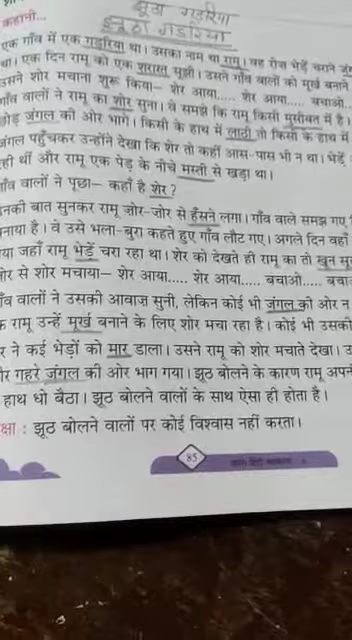 झूठा गडरिया
झूठा गडरिया
कहानी...
एक गाँव में एक गड़रिया था। उसका नाम था रामू। वह रोज़ भेड़ें चराने
था। एक दिन रामू को एक शरारत सूझी। उसने गाँव वालों को मूर्ख बनाने
उसने शोर मचाना शुरू किया— शेर आया..... शेर आया..... बचाओ..
गाँव वालों ने रामू का शोर सुना। वे समझे कि रामू किसी मुसीबत में है।
जंगल की ओर भागे। किसी के हाथ में लाठी तो किसी के हाथ में
जंगल पहुँचकर उन्होंने देखा कि शेर तो कहीं आस-पास भी न था। भेड़ें
रही थीं और रामू एक पेड़ के नीचे मस्ती से खड़ा था।
गाँव वालों ने पूछा— कहाँ है शेर?
उनकी बात सुनकर रामू जोर-जोर से हँसने लगा। गाँव वाले समझ गए
बनाया है। वे उसे भला-बुरा कहते हुए गाँव लौट गए। अगले दिन वहाँ
जहाँ रामू भेड़ें चरा रहा था। शेर को देखते ही रामू का तो खून
से शोर मचाया— शेर आया..... शेर आया..... बचाओ.....
वालों ने उसकी आवाज़ सुनी, लेकिन कोई भी जंगल की ओर न
रामू उन्हें मूर्ख बनाने के लिए शोर मचा रहा है। कोई भी उसकी
ने कई भेड़ों को मार डाला। उसने रामू को शोर मचाते देखा।
गहरे जंगल की ओर भाग गया। झूठ बोलने के कारण रामू
हाथ धो बैठा। झूठ बोलने वालों के साथ ऐसा ही होता है।
क्षा : झूठ बोलने वालों पर कोई विश्वास नहीं करता।
85